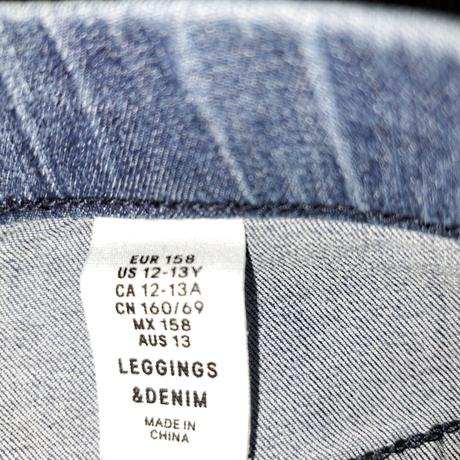 EUR 158
US 12-13Y
CA 12-13A
CN 160/69
MX 158
AUS 13
LEGGINGS
&DENIM
MADE IN
CHINA